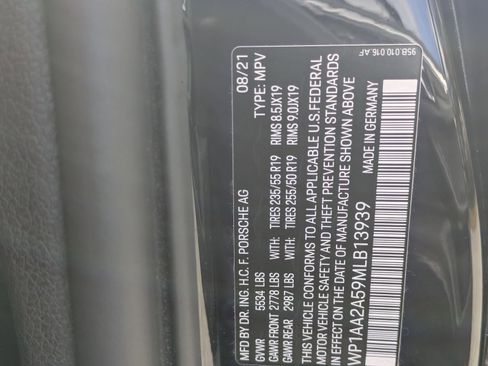 95B.010.016.AF
MFD BY DR. ING. H.C. F. PORSCHE AG 08/21
GVWR 5534 LBS TYPE: MPV
GAWR FRONT 2778 LBS WITH: TIRES 235/55 R19 RIMS 8.5JX19
GAWR REAR 2987 LBS WITH: TIRES 255/50 R19 RIMS 9.0JX19
THIS VEHICLE CONFORMS TO ALL APPLICABLE U.S.FEDERAL
MOTOR VEHICLE SAFETY AND THEFT PREVENTION STANDARDS
IN EFFECT ON THE DATE OF MANUFACTURE SHOWN ABOVE
WP1AA2A59MLB13939 MADE IN GERMANY